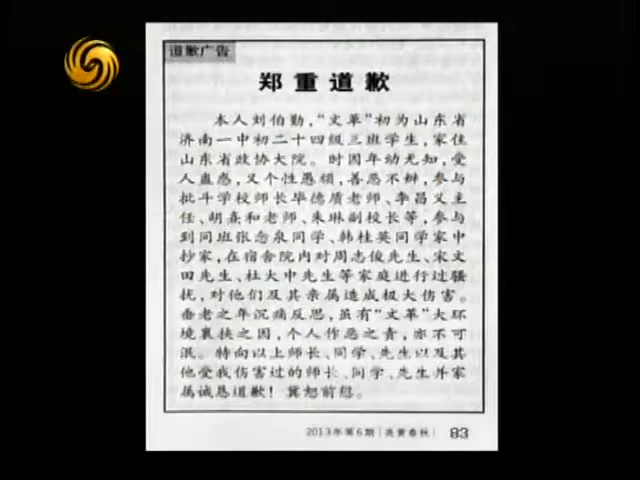 道歉广告
郑重道歉
本人刘伯勤，“文革”初为山东省
济南一中初二十四级三班学生，家住
山东省政协大院。时因年幼无知，受
人蛊惑，又个性愚顽，善恶不辨，参与
批斗学校师长毕德质老师、李昌义主
任、胡熹和老师、朱琳副校长等，参与
到同班张念泉同学、韩桂英同学家中
抄家，在宿舍院内对周志俊先生、宋文
田先生、杜大中先生等家庭进行过骚
扰，对他们及其亲属造成极大伤害。
垂老之年沉痛反思，虽有“文革”大环
境裹挟之因，个人作恶之责，亦不可
泯。特向以上师长、同学、先生以及其
他受我伤害过的师长、同学、先生并家
属诚恳道歉！冀恕前愆。
2013年第6期|炎黄春秋| 83